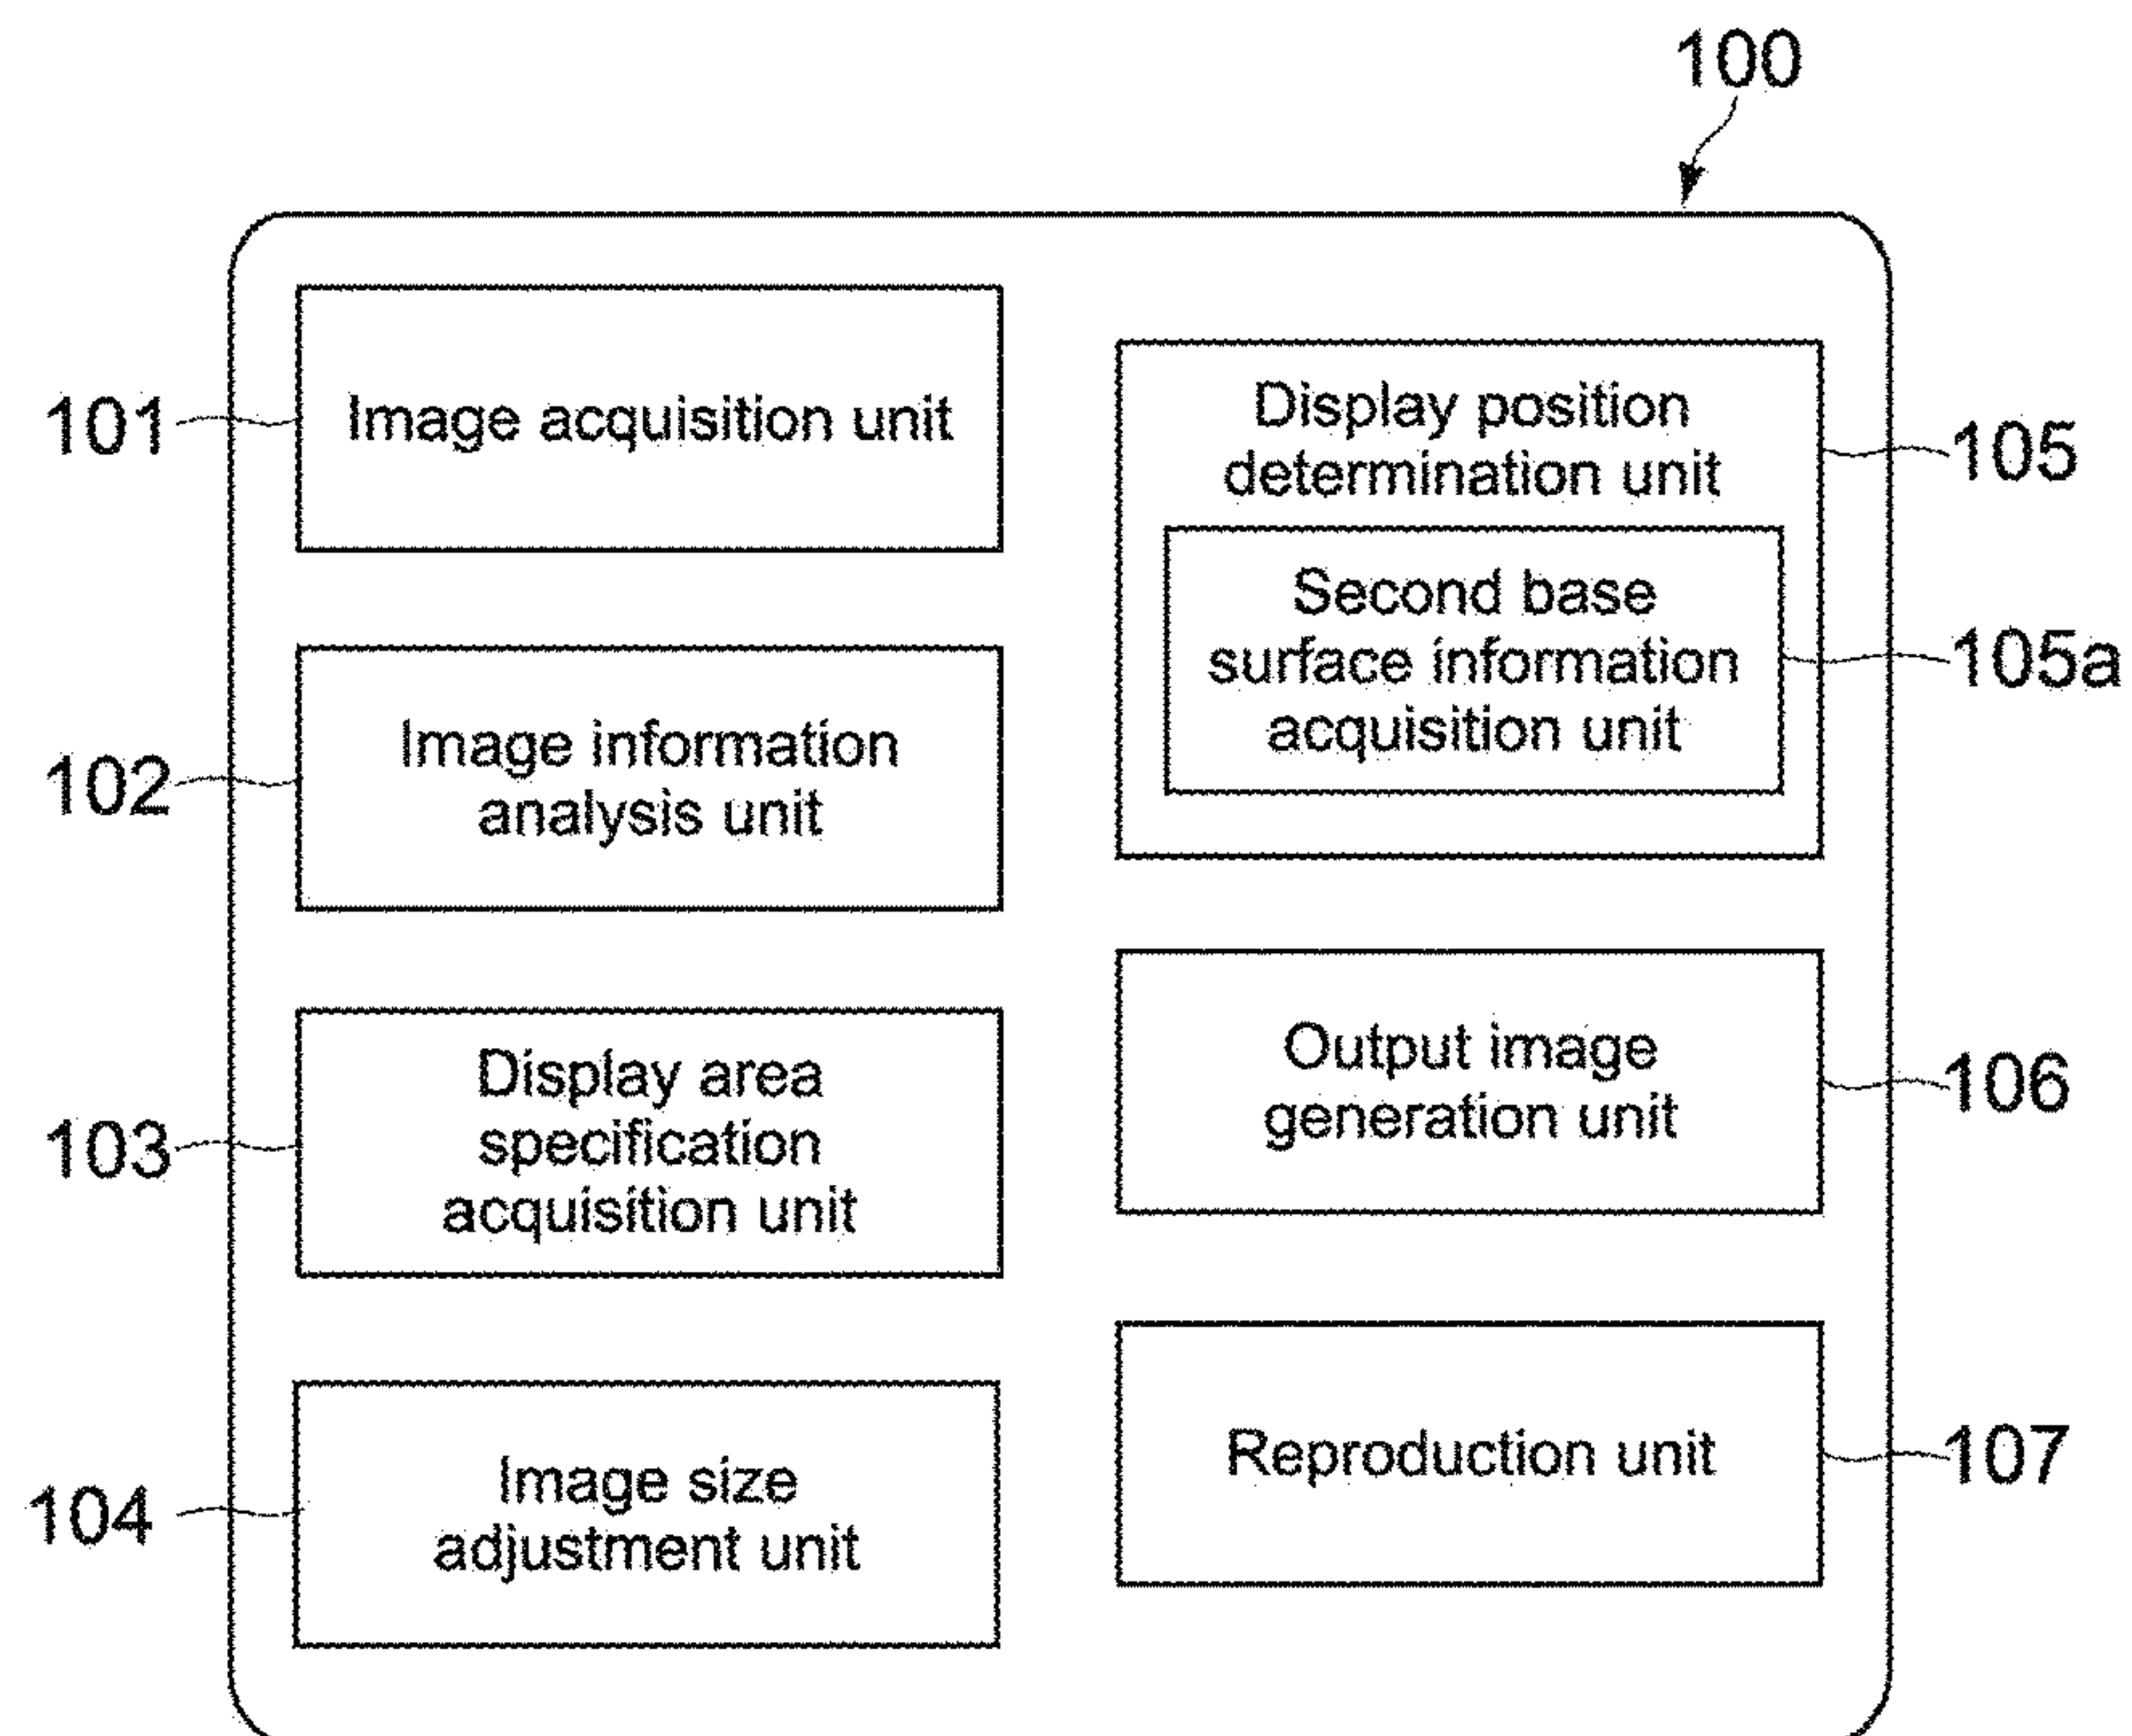 100
101
Image acquisition unit
102
Image information
analysis unit
103
Display area
specification
acquisition unit
104
Image size
adjustment unit
Display position
determination unit
105
Second base
surface information
acquisition unit
105a
Output image
generation unit
106
Reproduction unit
107